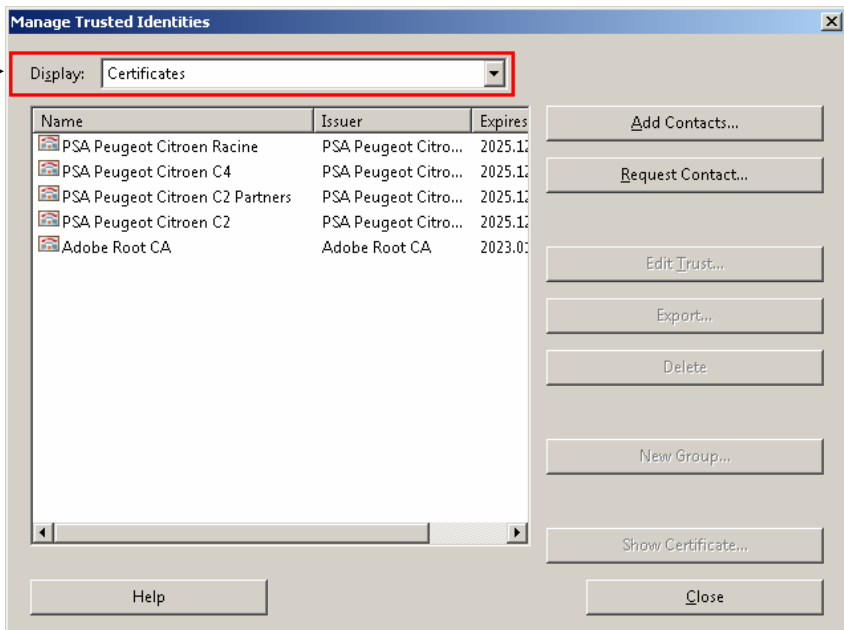 Manage Trusted Identities
Display: Certificates
Name Issuer Expires
PSA Peugeot Citroen Racine PSA Peugeot Citro... 2025.12
PSA Peugeot Citroen C4 PSA Peugeot Citro... 2025.12
PSA Peugeot Citroen C2 Partners PSA Peugeot Citro... 2025.12
PSA Peugeot Citroen C2 PSA Peugeot Citro... 2025.12
Adobe Root CA Adobe Root CA 2023.01
Add Contacts...
Request Contact...
Edit Trust...
Export...
Delete
New Group...
Show Certificate...
Help
Close